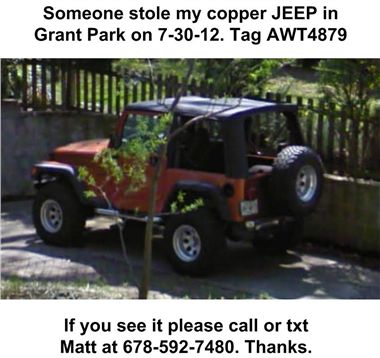 Someone stole my copper JEEP in
Grant Park on 7-30-12. Tag AWT4879
If you see it please call or txt
Matt at 678-592-7480. Thanks.